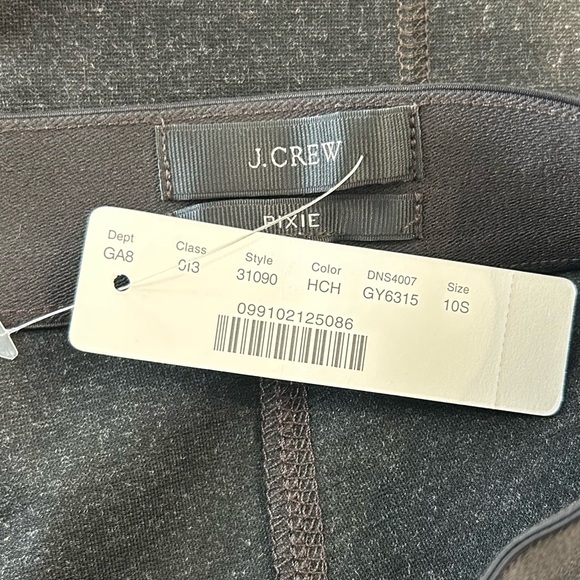 J.CREW
PIXIE
Dept Class Style Color DNS4007 Size
GA8 013 31090 HCH GY6315 10S
099102125086